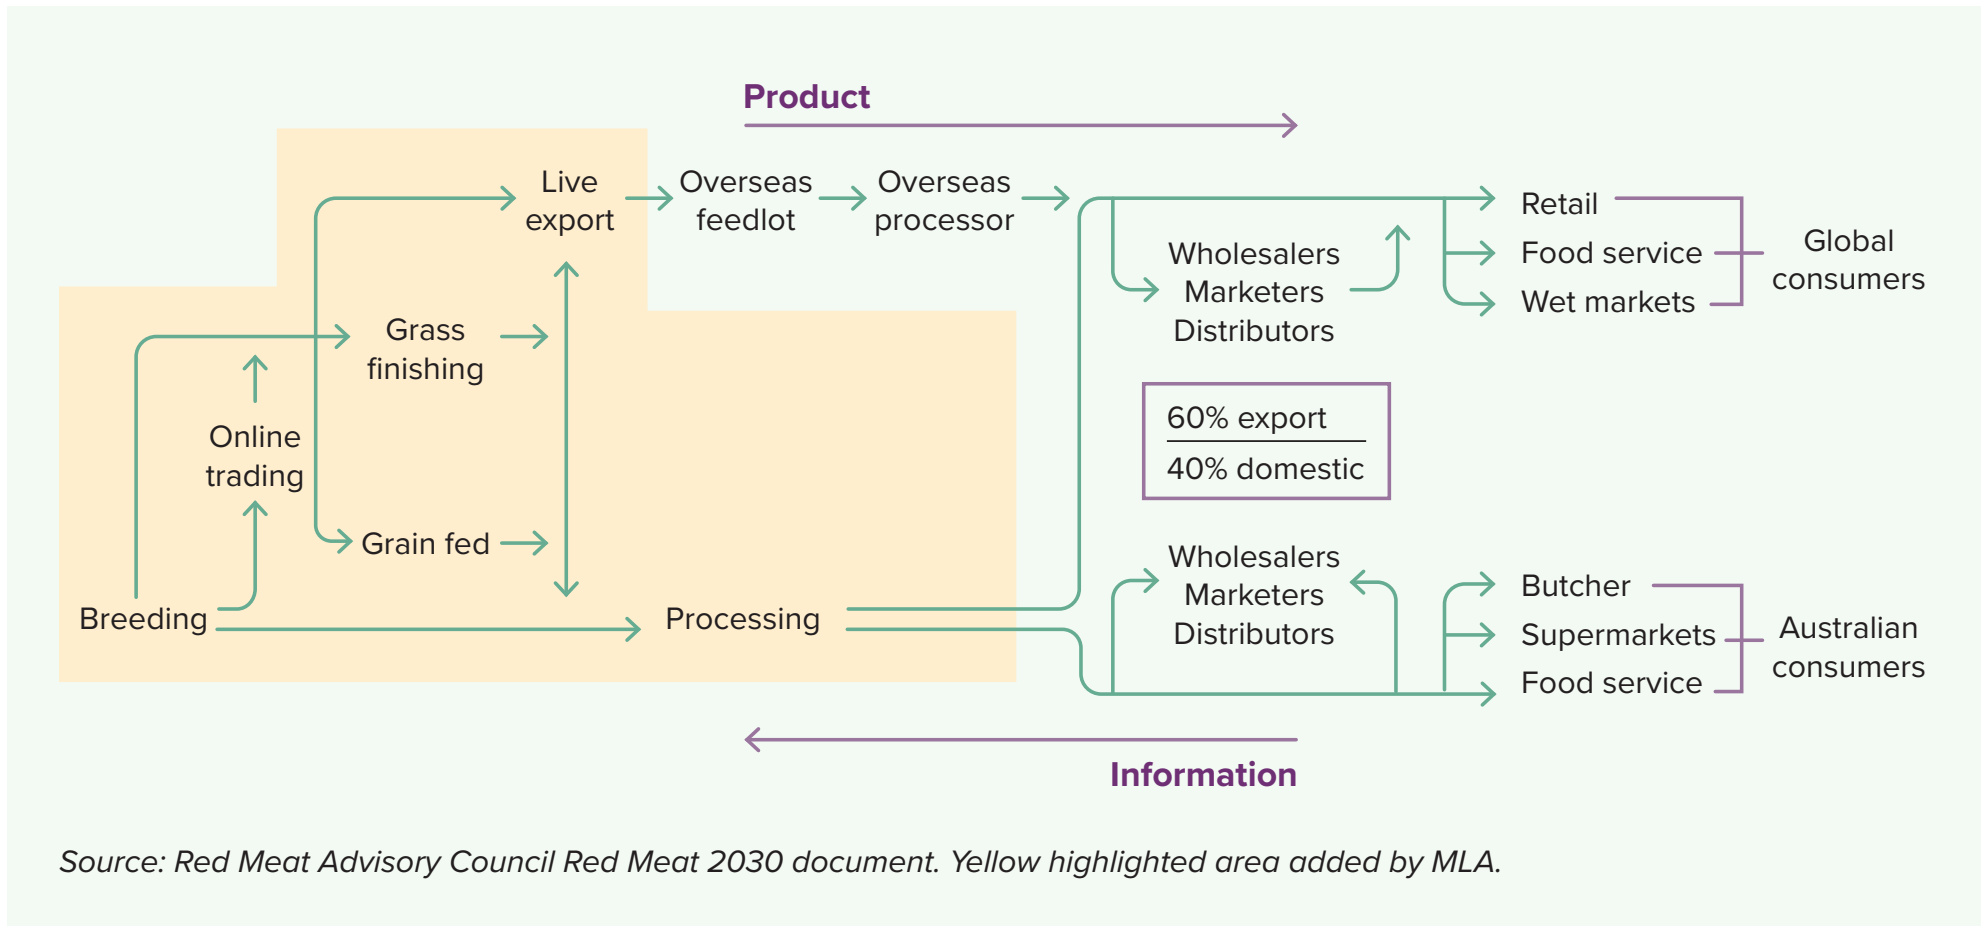 Product
Live
export
Overseas
feedlot
Overseas
processor
Retail
Food service
Wet markets
Global
consumers
Wholesalers
Marketers
Distributors
Grass
finishing
Online
trading
60% export
40% domestic
Grain fed
Breeding
Processing
Wholesalers
Marketers
Distributors
Butcher
Supermarkets
Food service
Australian
consumers
Information
Source: Red Meat Advisory Council Red Meat 2030 document. Yellow highlighted area added by MLA.